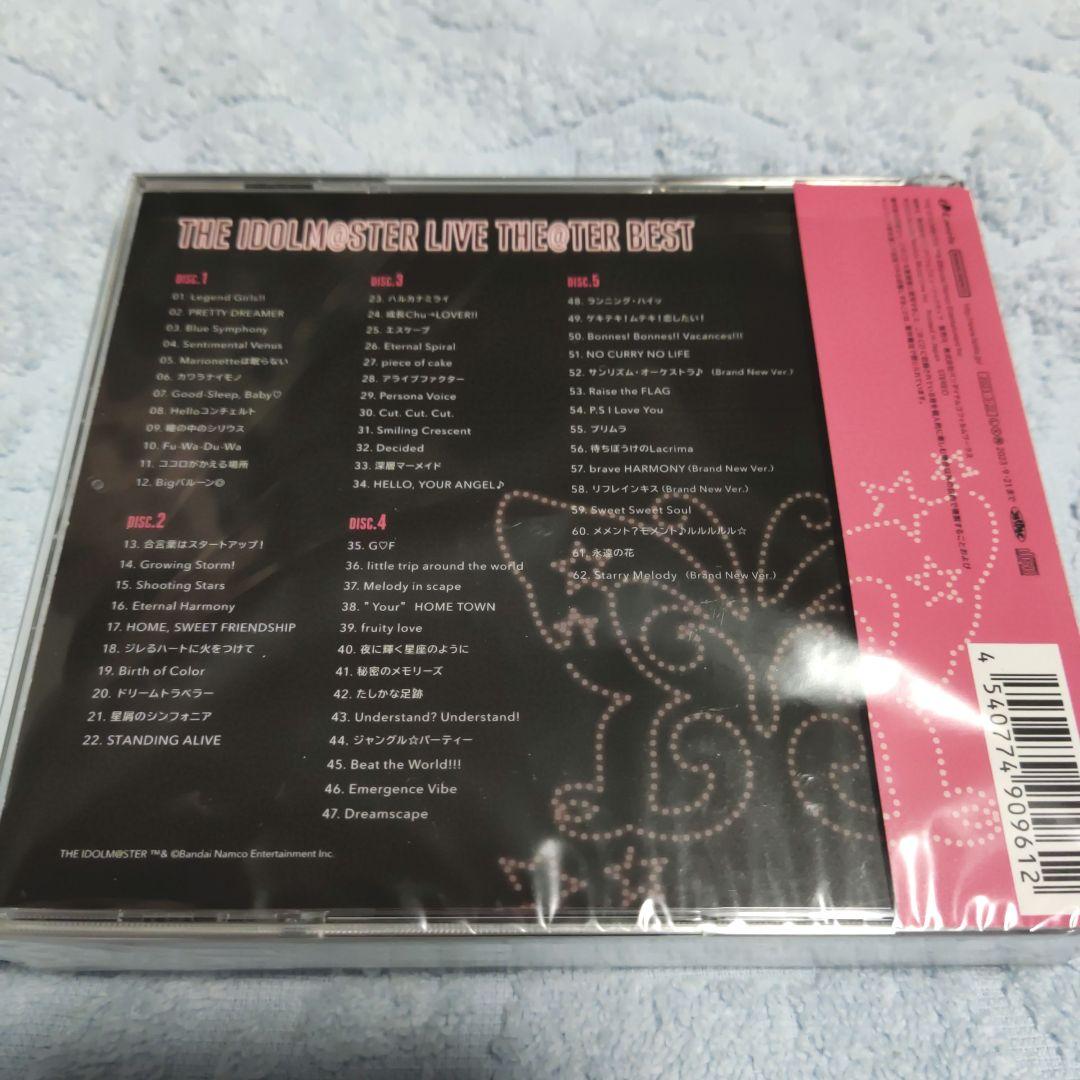 THE IDOLM@STER LIVE THE@TER BEST
DISC.1
01. Legend Girls!!
02. PRETTY DREAMER
03. Blue Symphony
04. Sentimental Venus
05. Marionetteは眠らない
06. カワラナイモノ
07. Good-Sleep, Baby♡
08. Helloコンチェルト
09. 瞳の中のシリウス
10. Fu-Wa-Du-Wa
11. ココロがかえる場所
12. Bigバルーン◎
DISC.2
13. 合言葉はスタートアップ！
14. Growing Storm!
15. Shooting Stars
16. Eternal Harmony
17. HOME, SWEET FRIENDSHIP
18. ジレるハートに火をつけて
19. Birth of Color
20. ドリームトラベラー
21. 星屑のシンフォニア
22. STANDING ALIVE
DISC.3
23. ハルカナミライ
24. 成長Chu→LOVER!!
25. エスケープ
26. Eternal Spiral
27. piece of cake
28. アライブファクター
29. Persona Voice
30. Cut. Cut. Cut.
31. Smiling Crescent
32. Decided
33. 深層マーメイド
34. HELLO, YOUR ANGEL♪
DISC.4
35. G♡F
36. little trip around the world
37. Melody in scape
38. "Your" HOME TOWN
39. fruity love
40. 夜に輝く星座のように
41. 秘密のメモリーズ
42. たしかな足跡
43. Understand? Understand!
44. ジャングル☆パーティー
45. Beat the World!!!
46. Emergence Vibe
47. Dreamscape
DISC.5
48. ランニング・ハイッ
49. ゲキテキ！ムテキ！恋したい！
50. Bonnes! Bonnes!! Vacances!!!
51. NO CURRY NO LIFE
52. サンリズム・オーケストラ♪ (Brand New Ver.)
53. Raise the FLAG
54. P.S I Love You
55. プリムラ
56. 待ちぼうけのLacrima
57. brave HARMONY (Brand New Ver.)
58. リフレインキス (Brand New Ver.)
59. Sweet Sweet Soul
60. メメント？モメント♪ルルルルル☆
61. 永遠の花
62. Starry Melody (Brand New Ver.)
THE IDOLM@STER ™& ©Bandai Namco Entertainment Inc.
2023・9・21まで
4 540774 909612